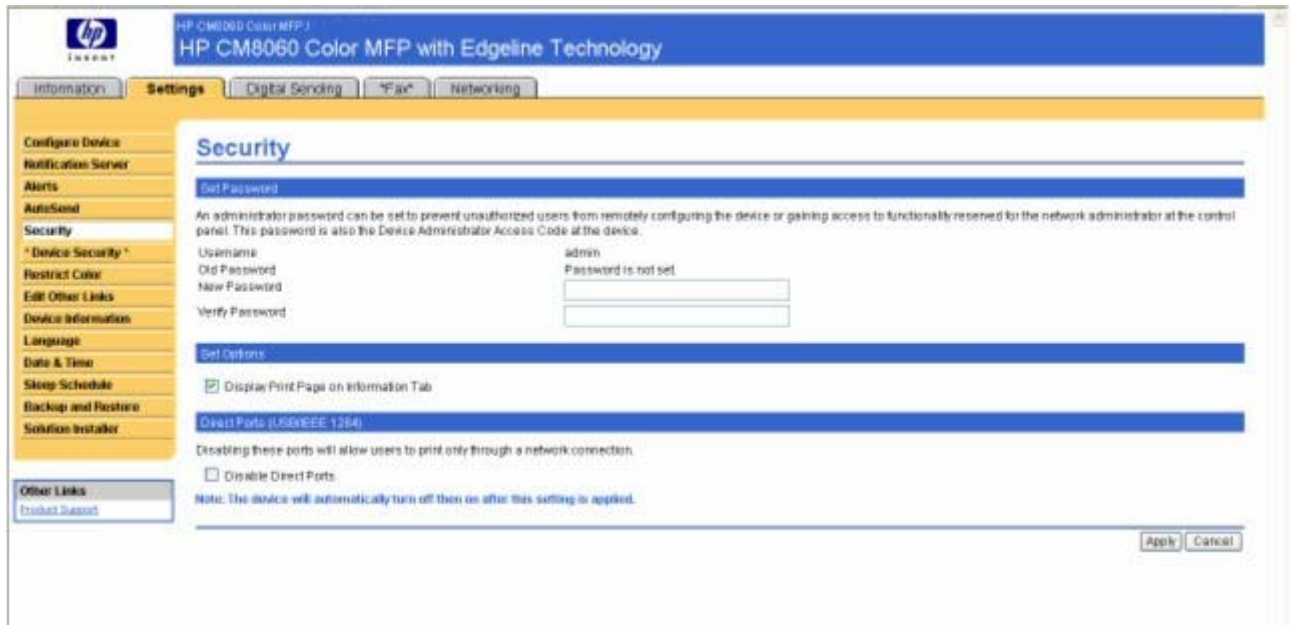 hp
invent
HP CM8060 Color MFP /
HP CM8060 Color MFP with Edgeline Technology
Information
Settings
Digital Sending
*Fax*
Networking
Configure Device
Notification Server
Alerts
AutoSend
Security
* Device Security *
Restrict Color
Edit Other Links
Device Information
Language
Date & Time
Sleep Schedule
Backup and Restore
Solution Installer
Other Links
Product Support
Security
Set Password
An administrator password can be set to prevent unauthorized users from remotely configuring the device or gaining access to functionality reserved for the network administrator at the control
panel. This password is also the Device Administrator Access Code at the device.
Username admin
Old Password Password is not set
New Password
Verify Password
Set Options
Display Print Page on Information Tab
Direct Ports (USB/IEEE 1284)
Disabling these ports will allow users to print only through a network connection.
Disable Direct Ports
Note: The device will automatically turn off then on after this setting is applied.
Apply Cancel